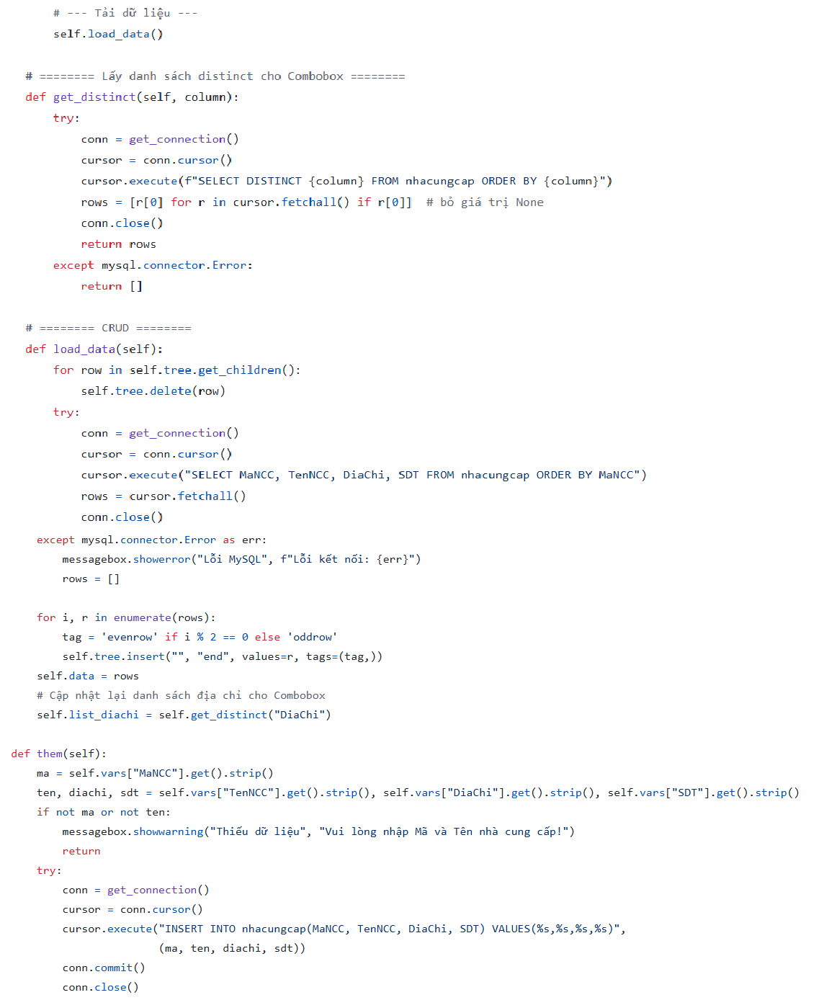 # --- Tải dữ liệu ---
self.load_data()
# ======== Lấy danh sách distinct cho Combobox ========
def get_distinct(self, column):
try:
conn = get_connection()
cursor = conn.cursor()
cursor.execute(f"SELECT DISTINCT {column} FROM nhacungcap ORDER BY {column}")
rows = [r[0] for r in cursor.fetchall() if r[0]]  # bỏ giá trị None
conn.close()
return rows
except mysql.connector.Error:
return []
# ======== CRUD ========
def load_data(self):
for row in self.tree.get_children():
self.tree.delete(row)
try:
conn = get_connection()
cursor = conn.cursor()
cursor.execute("SELECT MaNCC, TenNCC, DiaChi, SDT FROM nhacungcap ORDER BY MaNCC")
rows = cursor.fetchall()
conn.close()
except mysql.connector.Error as err:
messagebox.showerror("Lỗi MySQL", f"Lỗi kết nối: {err}")
rows = []
for i, r in enumerate(rows):
tag = 'evenrow' if i % 2 == 0 else 'oddrow'
self.tree.insert("", "end", values=r, tags=(tag,))
self.data = rows
# Cập nhật lại danh sách địa chỉ cho Combobox
self.list_diachi = self.get_distinct("DiaChi")
def them(self):
ma = self.vars["MaNCC"].get().strip()
ten, diachi, sdt = self.vars["TenNCC"].get().strip(), self.vars["DiaChi"].get().strip(), self.vars["SDT"].get().strip()
if not ma or not ten:
messagebox.showwarning("Thiếu dữ liệu", "Vui lòng nhập Mã và Tên nhà cung cấp!")
return
try:
conn = get_connection()
cursor = conn.cursor()
cursor.execute("INSERT INTO nhacungcap(MaNCC, TenNCC, DiaChi, SDT) VALUES(%s,%s,%s,%s)",
(ma, ten, diachi, sdt))
conn.commit()
conn.close()